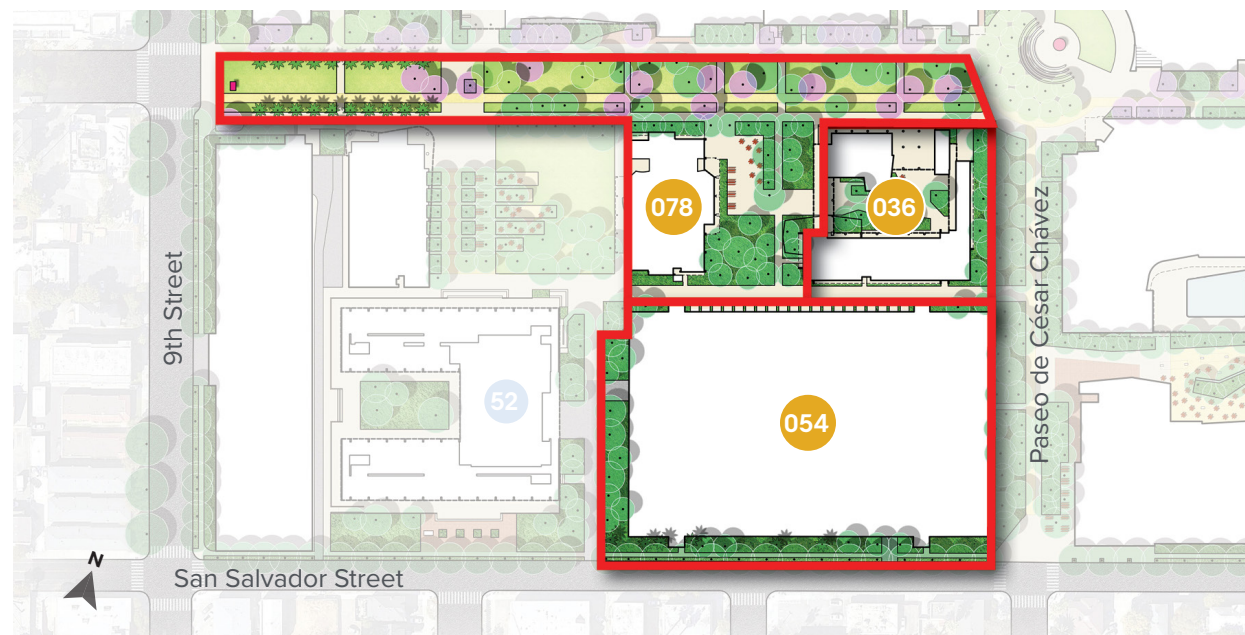 078
036
9th Street
Paseo de César Chávez
52
054
N
San Salvador Street